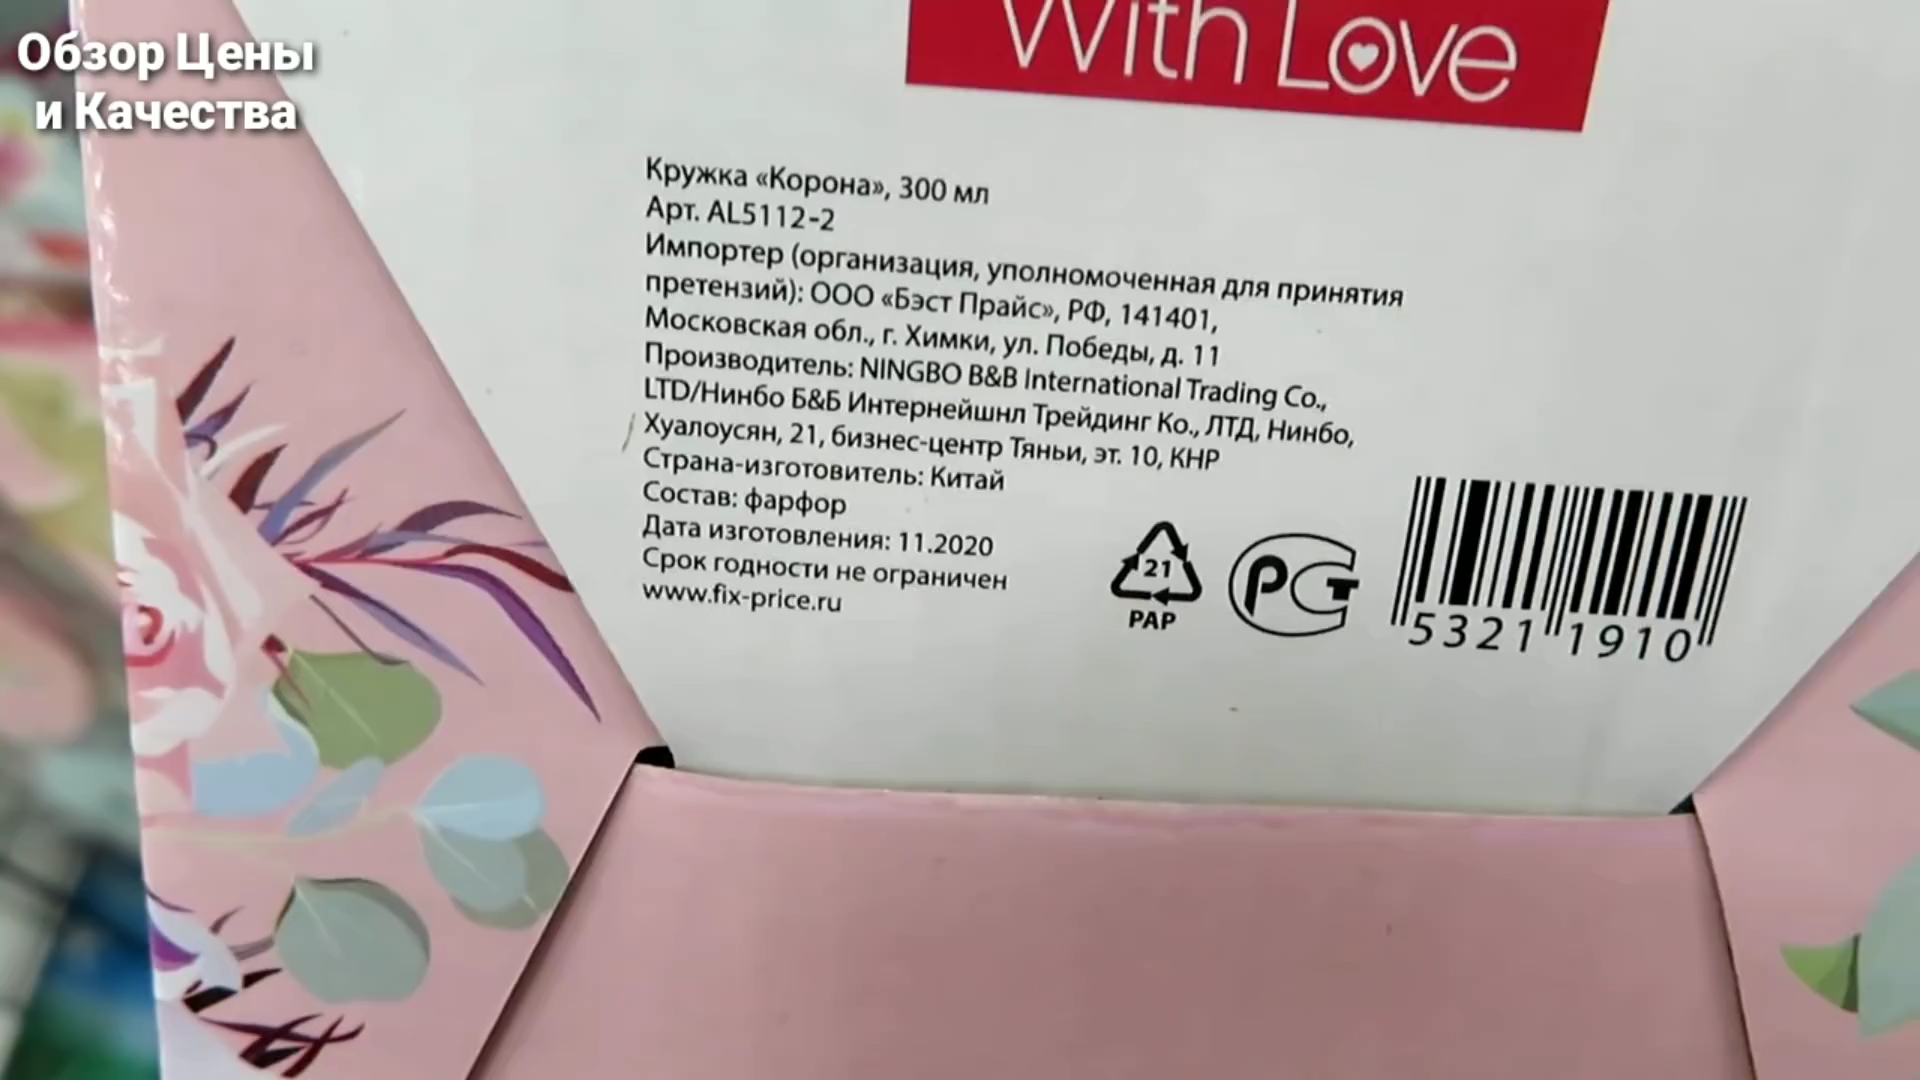 Обзор Цены
и Качества
With Love
Кружка «Корона», 300 мл
Арт. AL5112-2
Импортер (организация, уполномоченная для принятия
претензий): ООО «Бэст Прайс», РФ, 141401,
Московская обл., г. Химки, ул. Победы, д. 11
Производитель: NINGBO B&B International Trading Co.,
LTD/Нинбо Б&Б Интернейшнл Трейдинг Ко., ЛТД, Нинбо,
Хуалоусян, 21, бизнес-центр Тяньи, эт. 10, КНР
Страна-изготовитель: Китай
Состав: фарфор
Дата изготовления: 11.2020
Срок годности не ограничен
www.fix-price.ru
21
PAP
РСТ
5321 1910